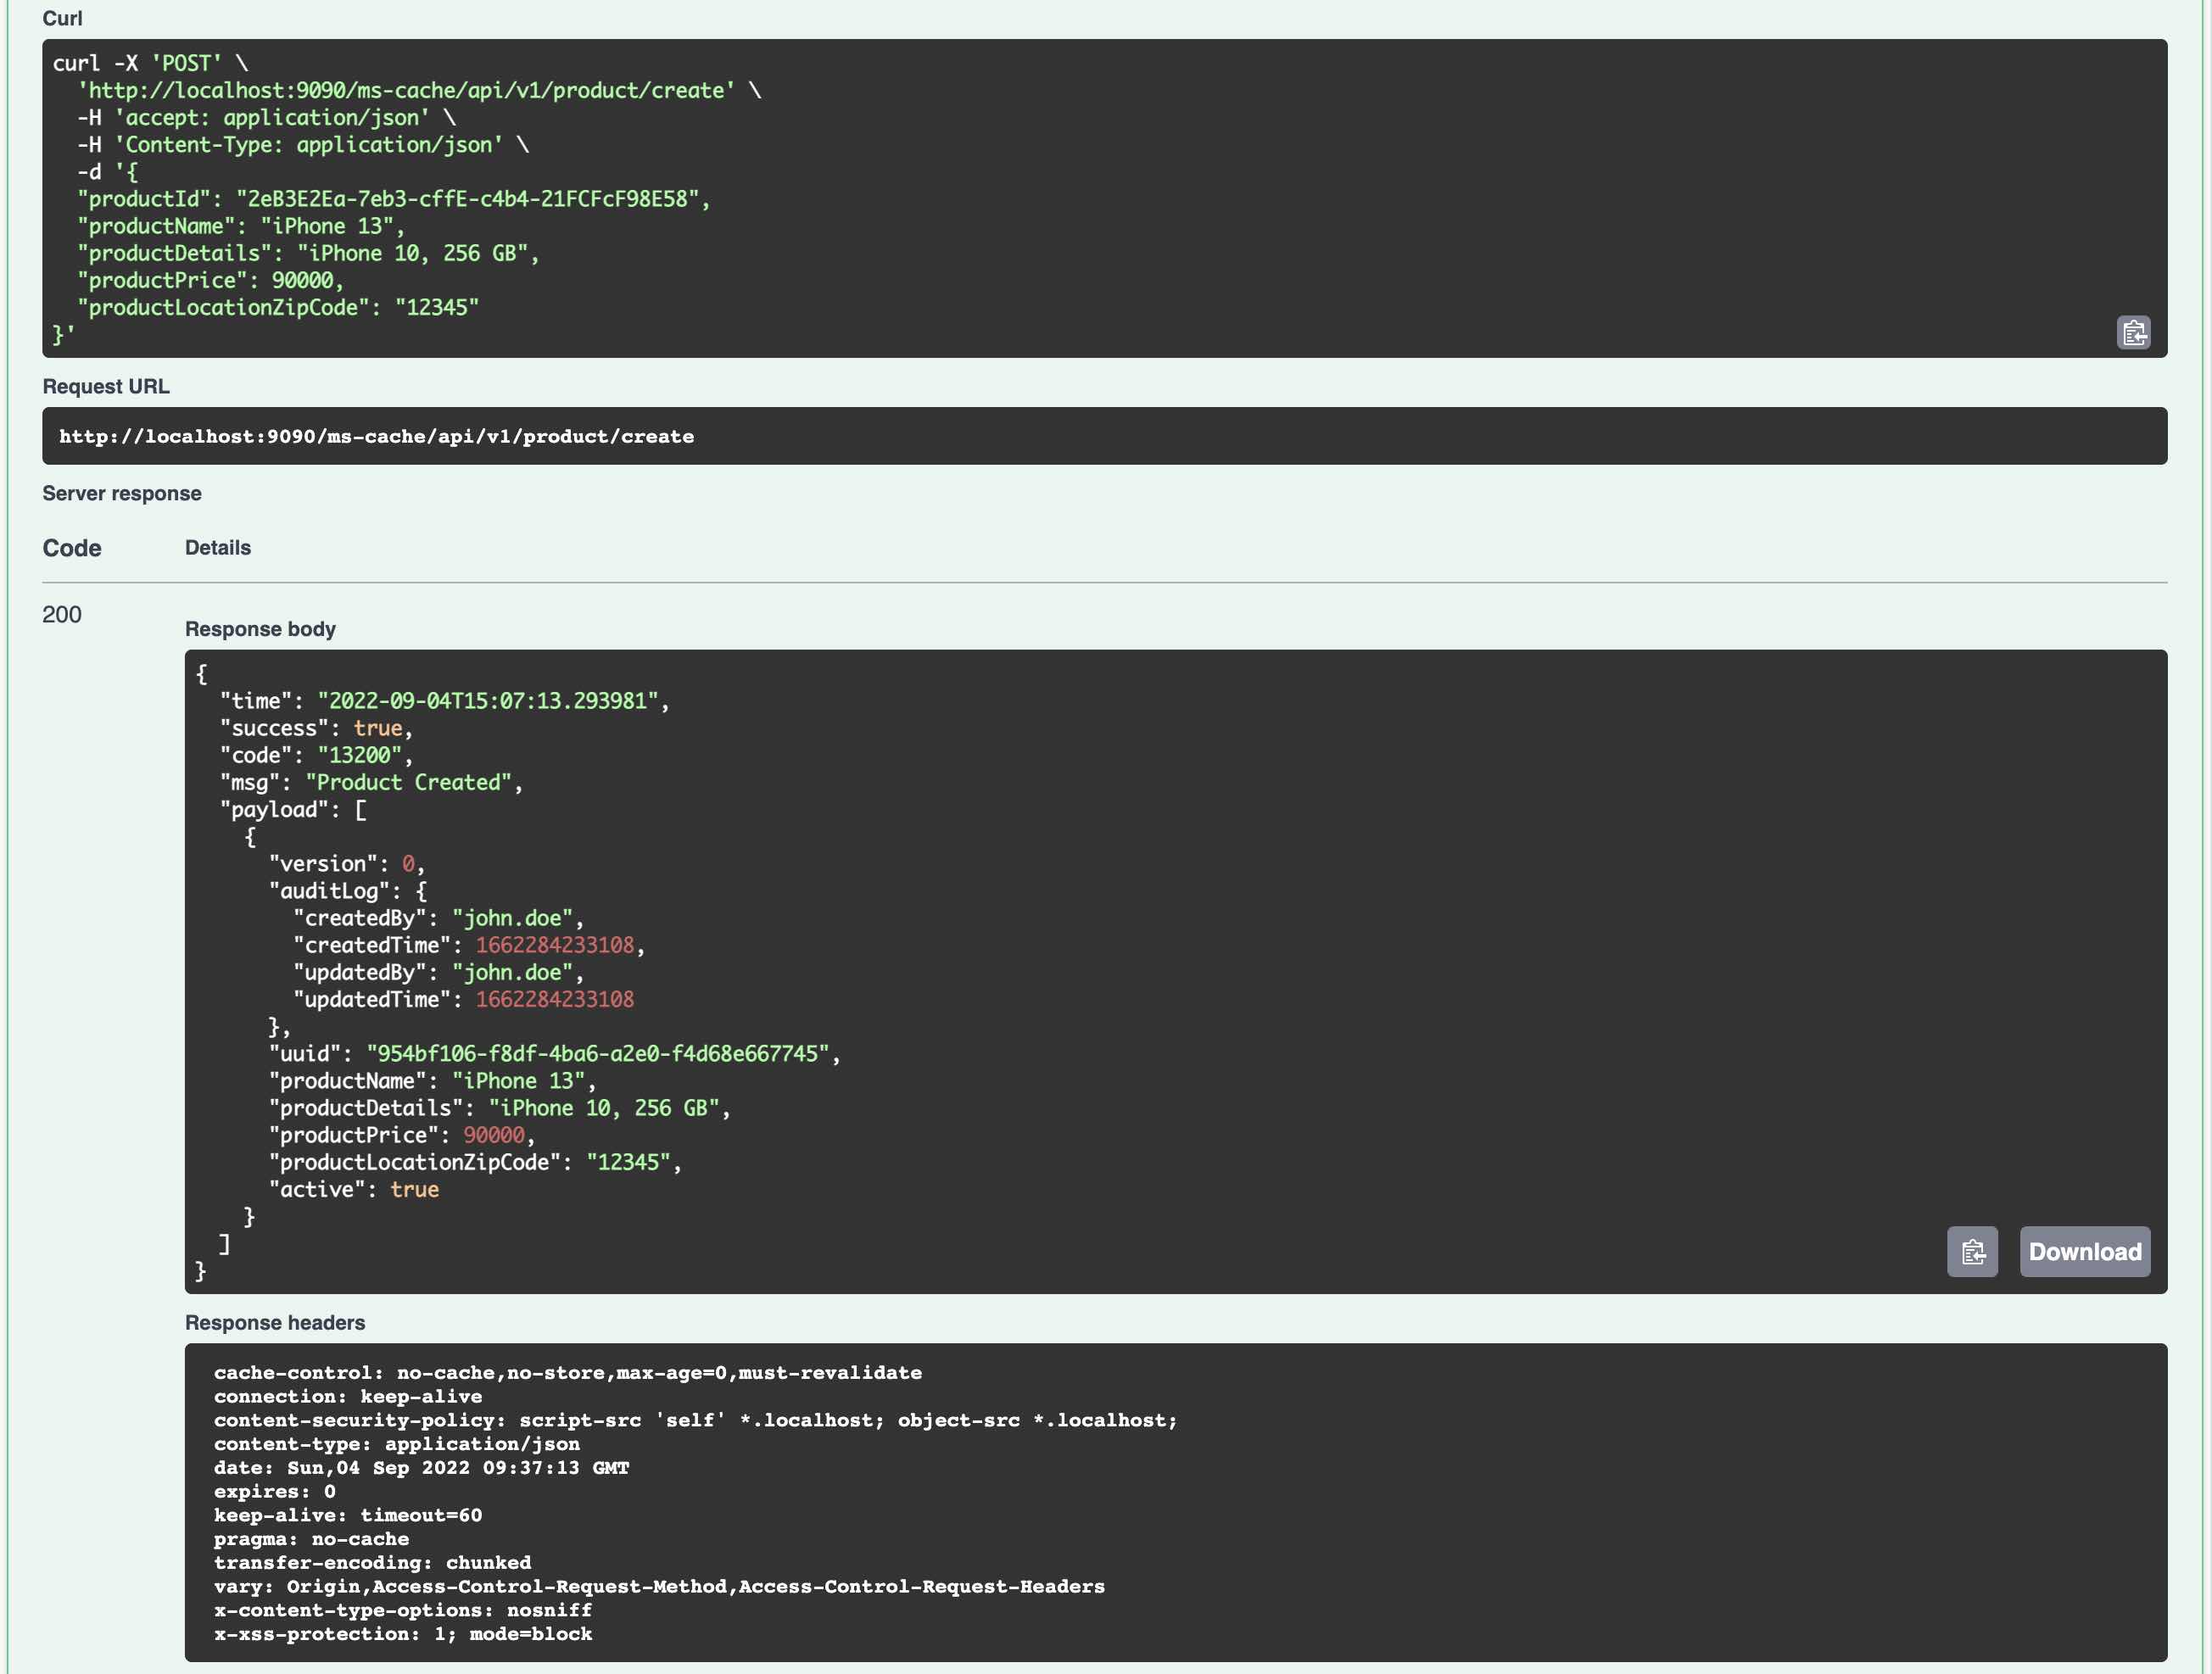 Curl
curl -X 'POST' \
  'http://localhost:9090/ms-cache/api/v1/product/create' \
  -H 'accept: application/json' \
  -H 'Content-Type: application/json' \
  -d '{
  "productId": "2eB3E2Ea-7eb3-cffE-c4b4-21FCFcF98E58",
  "productName": "iPhone 13",
  "productDetails": "iPhone 10, 256 GB",
  "productPrice": 90000,
  "productLocationZipCode": "12345"
}'
Request URL
http://localhost:9090/ms-cache/api/v1/product/create
Server response
Code Details
200
Response body
{
  "time": "2022-09-04T15:07:13.293981",
  "success": true,
  "code": "13200",
  "msg": "Product Created",
  "payload": [
    {
      "version": 0,
      "auditLog": {
        "createdBy": "john.doe",
        "createdTime": 1662284233108,
        "updatedBy": "john.doe",
        "updatedTime": 1662284233108
      },
      "uuid": "954bf106-f8df-4ba6-a2e0-f4d68e667745",
      "productName": "iPhone 13",
      "productDetails": "iPhone 10, 256 GB",
      "productPrice": 90000,
      "productLocationZipCode": "12345",
      "active": true
    }
  ]
}
Download
Response headers
cache-control: no-cache,no-store,max-age=0,must-revalidate
connection: keep-alive
content-security-policy: script-src 'self' *.localhost; object-src *.localhost;
content-type: application/json
date: Sun,04 Sep 2022 09:37:13 GMT
expires: 0
keep-alive: timeout=60
pragma: no-cache
transfer-encoding: chunked
vary: Origin,Access-Control-Request-Method,Access-Control-Request-Headers
x-content-type-options: nosniff
x-xss-protection: 1; mode=block